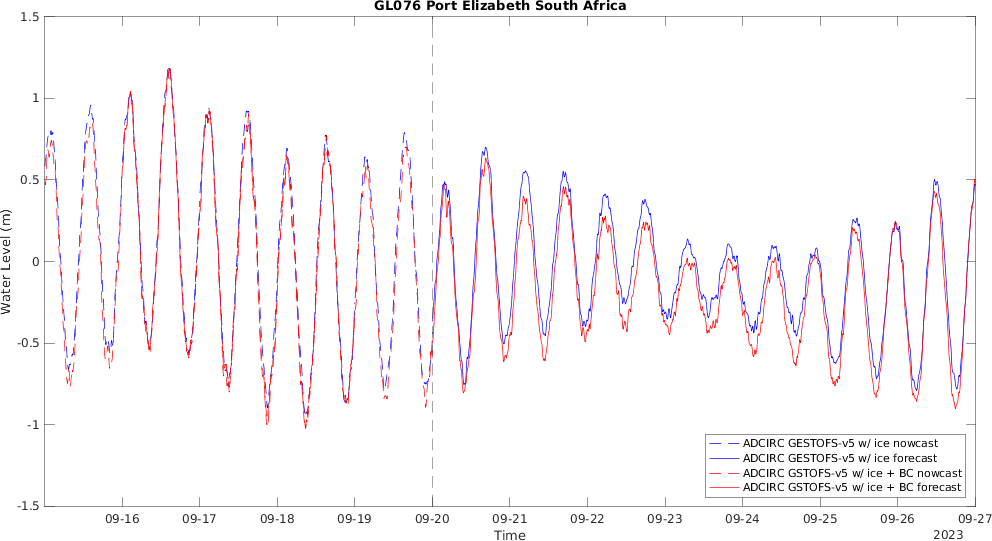 GL076 Port Elizabeth South Africa
1.5
1
0.5
0
-0.5
-1
-1.5
Water Level (m)
ADCIRC GESTOFS-v5 w/ ice nowcast
ADCIRC GESTOFS-v5 w/ ice forecast
ADCIRC GSTOFS-v5 w/ ice + BC nowcast
ADCIRC GSTOFS-v5 w/ ice + BC forecast
09-16 09-17 09-18 09-19 09-20 09-21 09-22 09-23 09-24 09-25 09-26 09-27
Time
2023